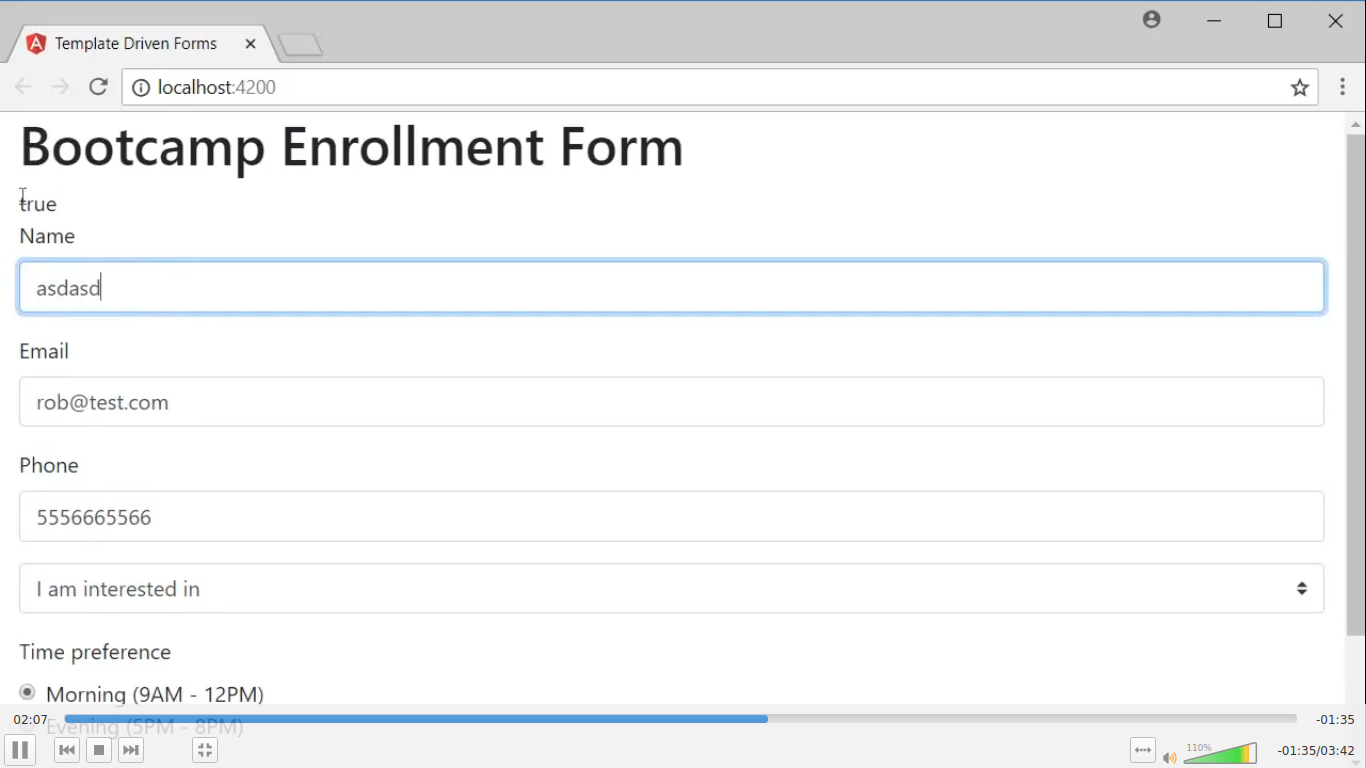 Template Driven Forms
localhost:4200
Bootcamp Enrollment Form
true
Name
asdasd
Email
rob@test.com
Phone
5556665566
I am interested in
Time preference
Morning (9AM - 12PM)
02:07 -01:35
Evening (5PM - 8PM)
110% -01:35/03:42